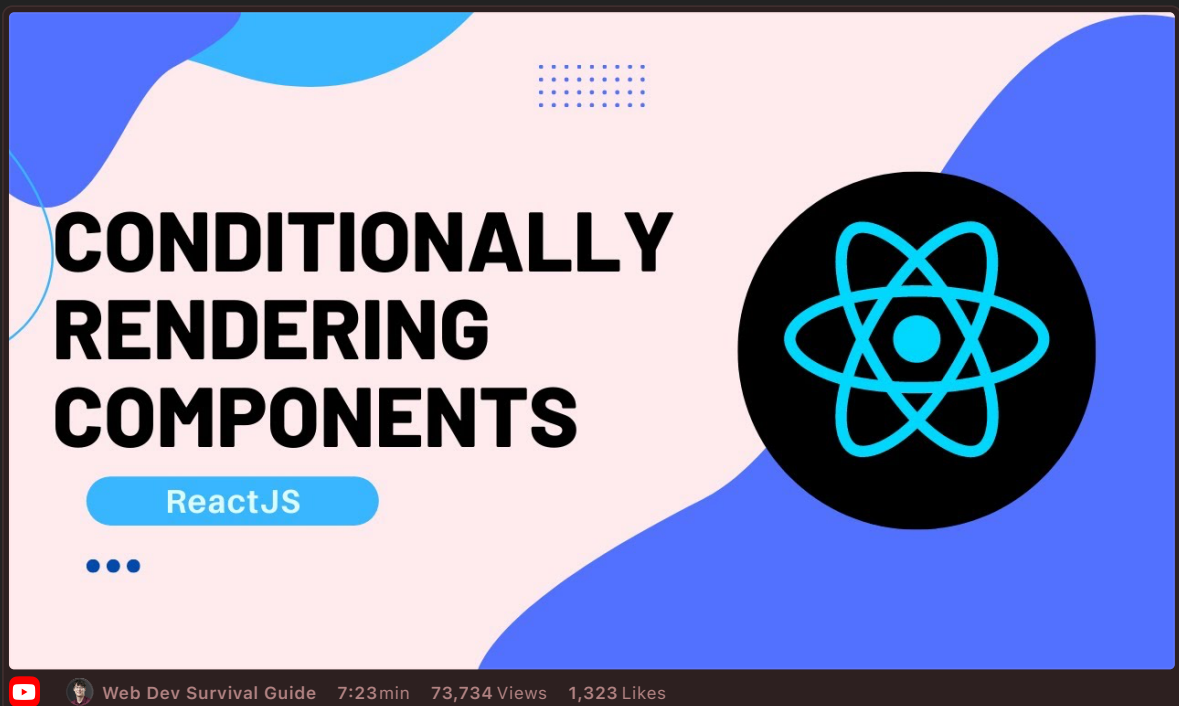 CONDITIONALLY
RENDERING
COMPONENTS
ReactJS
Web Dev Survival Guide 7:23min 73,734 Views 1,323 Likes